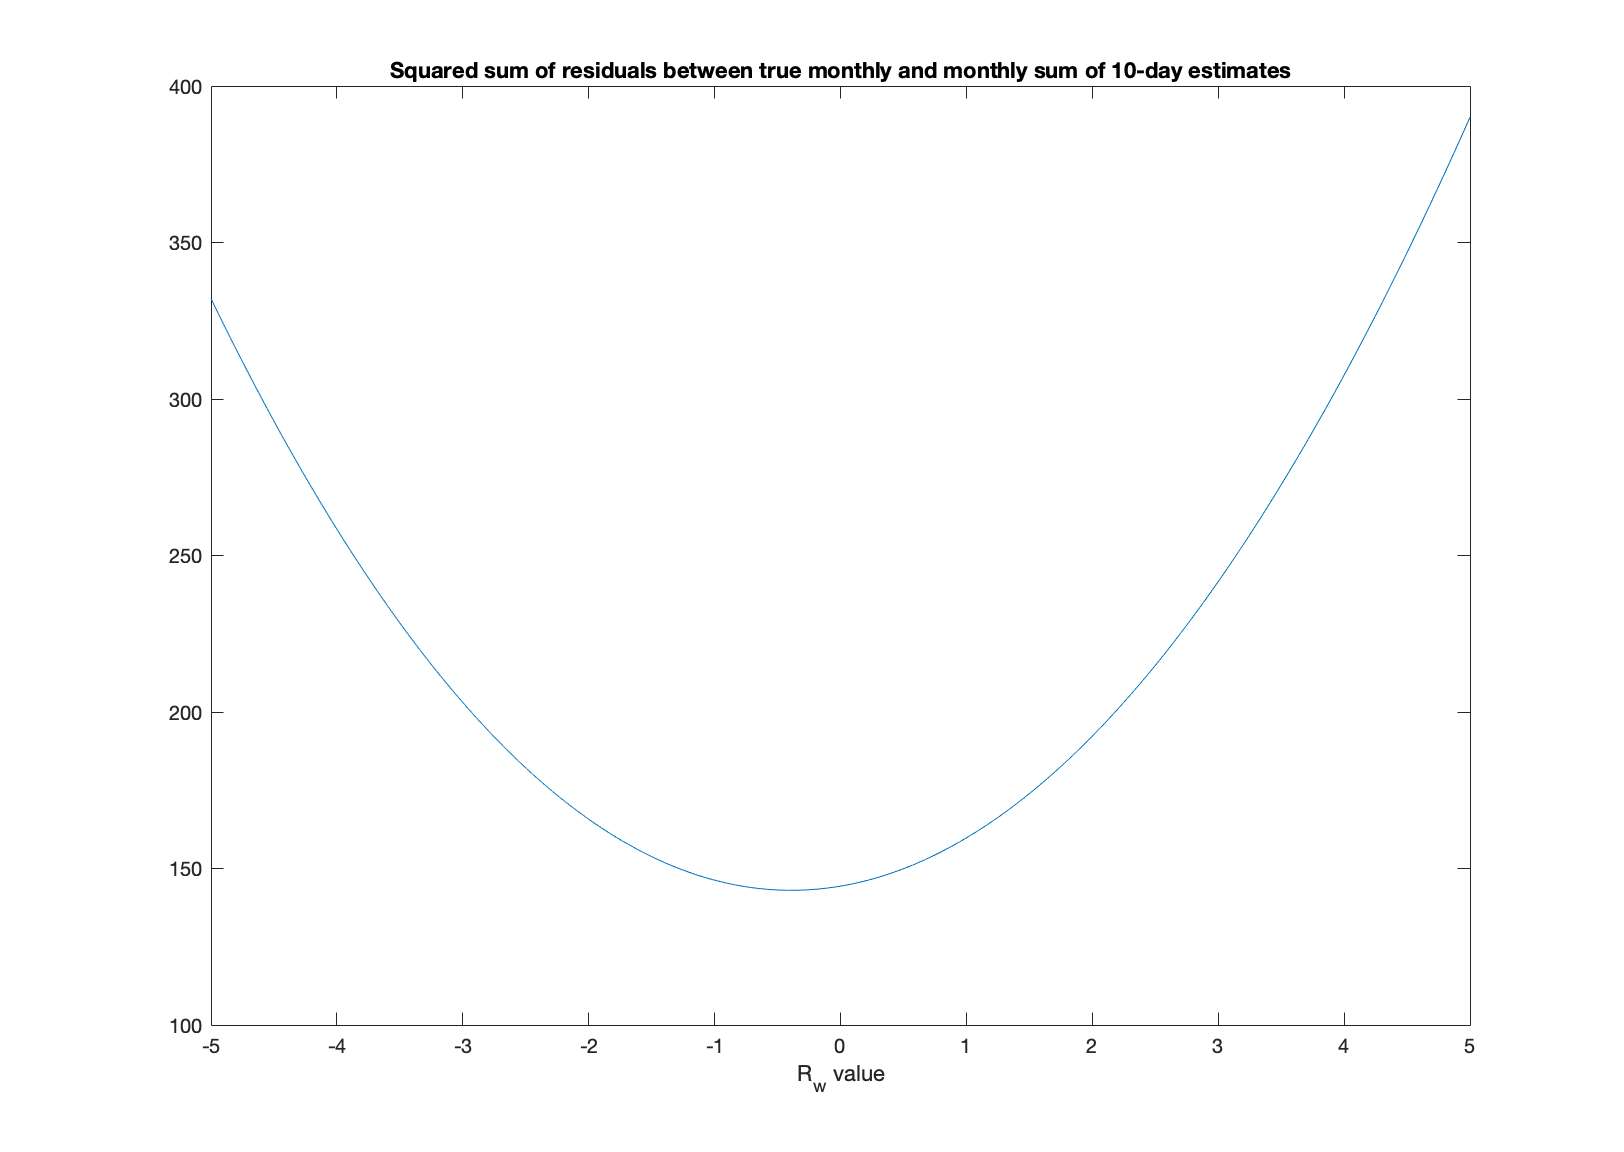 Squared sum of residuals between true monthly and monthly sum of 10-day estimates
400
350
300
250
200
150
100
-5 -4 -3 -2 -1 0 1 2 3 4 5
R_w value